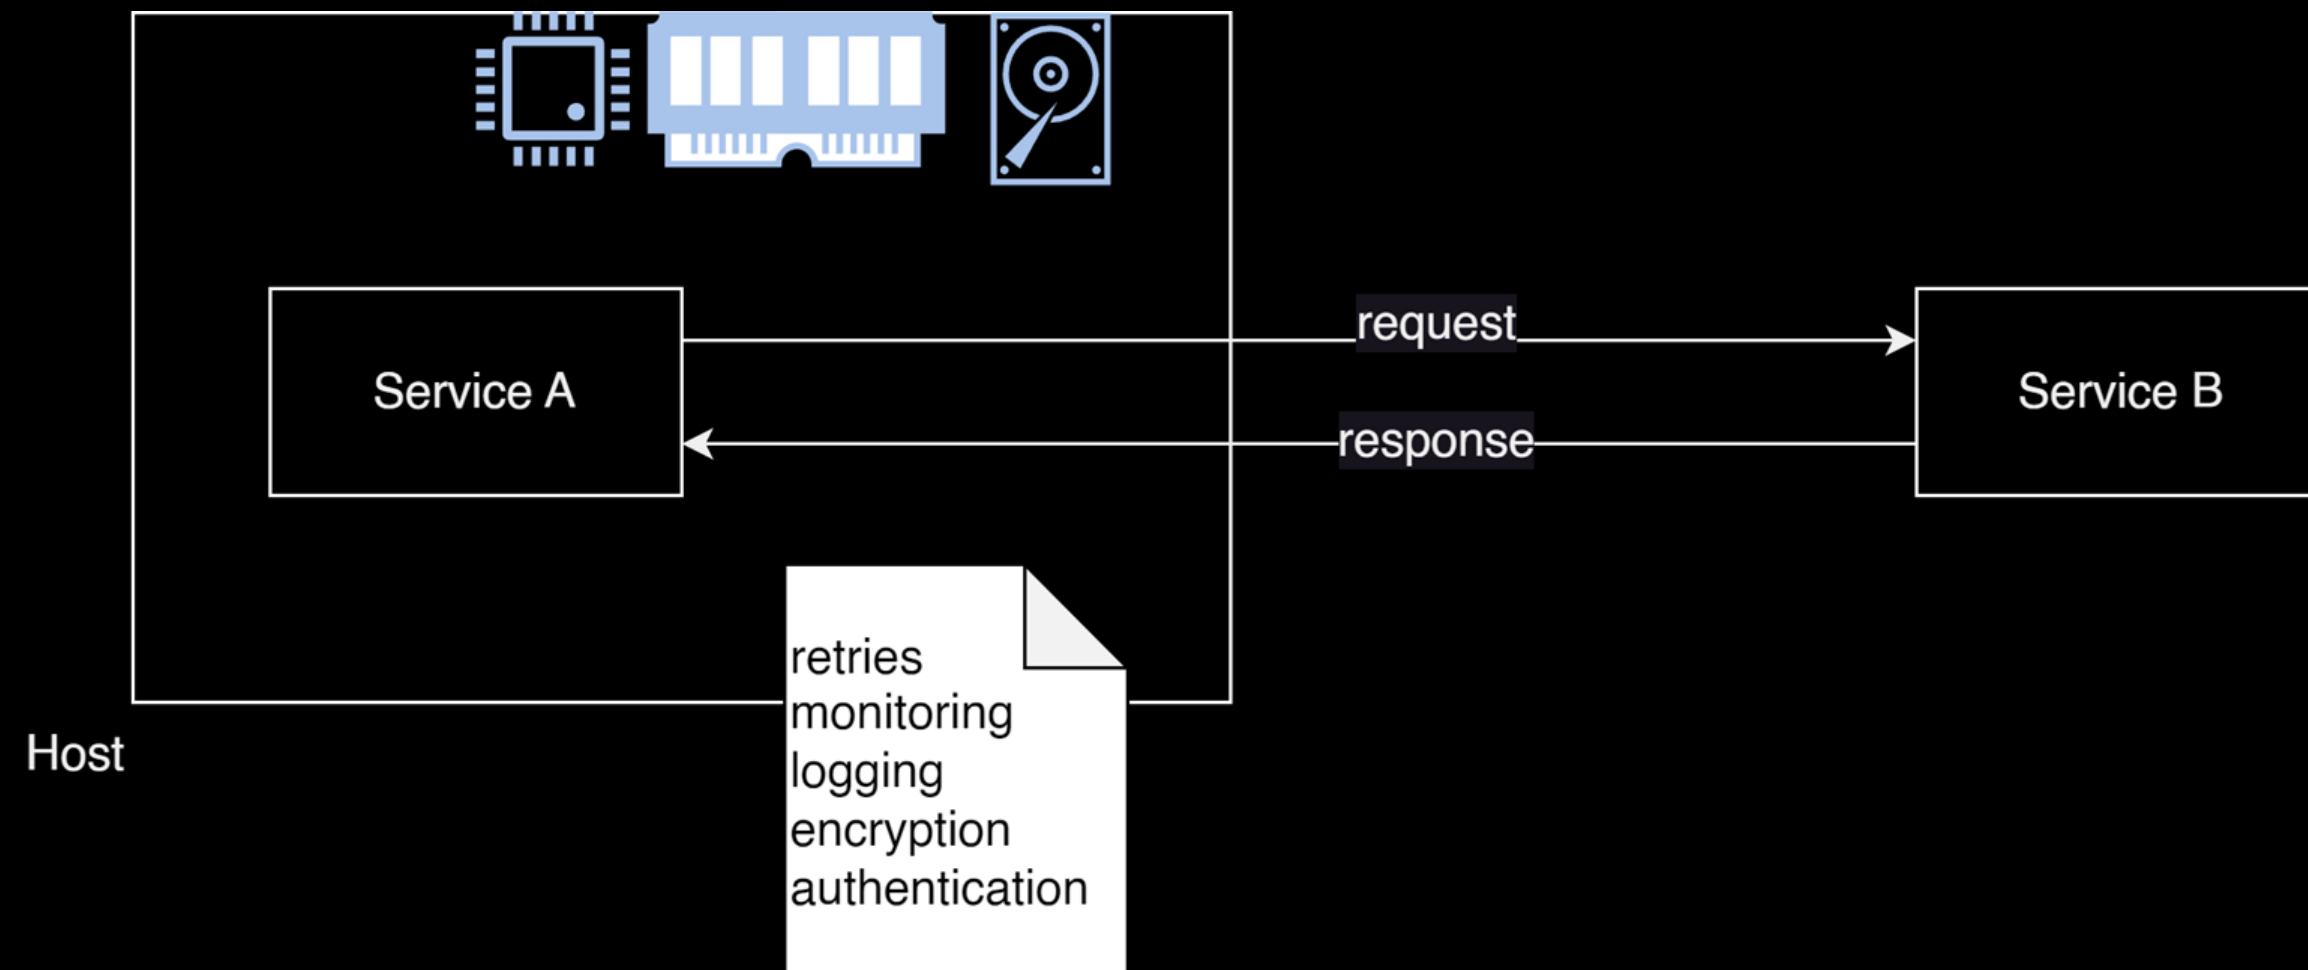 request
Service A
Service B
response
retries
monitoring
logging
encryption
authentication
Host